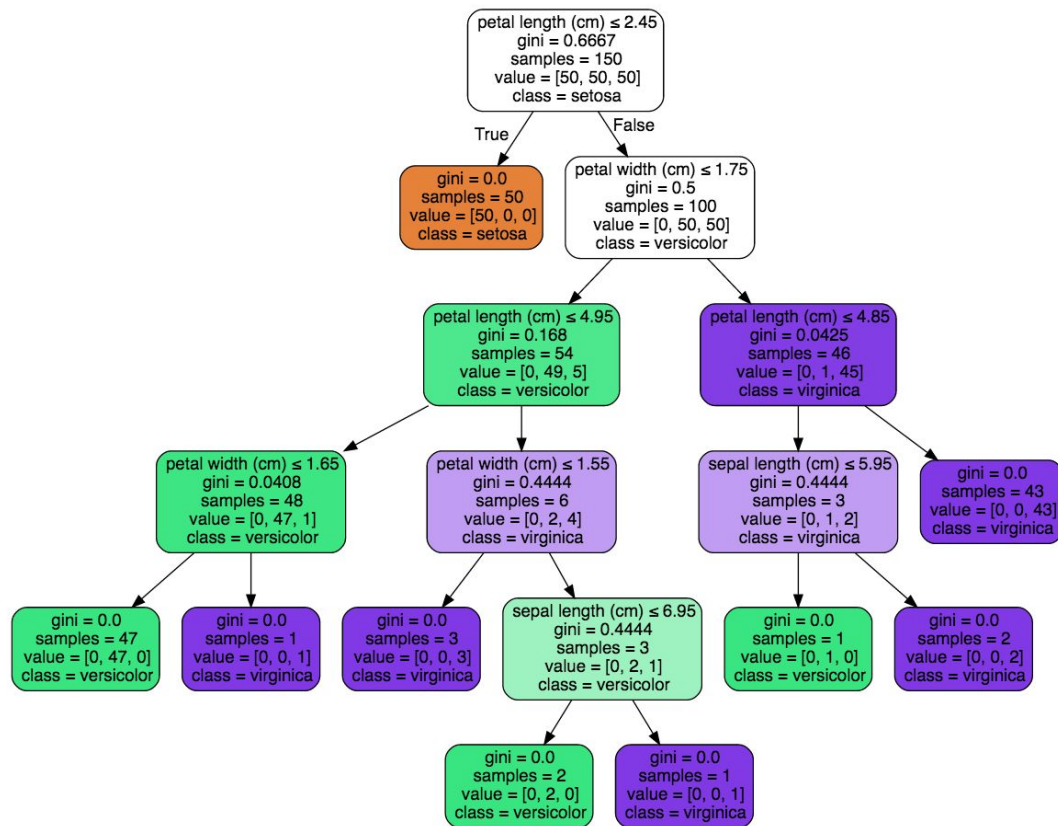 petal length (cm) ≤ 2.45
gini = 0.6667
samples = 150
value = [50, 50, 50]
class = setosa
True
False
gini = 0.0
samples = 50
value = [50, 0, 0]
class = setosa
petal width (cm) ≤ 1.75
gini = 0.5
samples = 100
value = [0, 50, 50]
class = versicolor
petal length (cm) ≤ 4.95
gini = 0.168
samples = 54
value = [0, 49, 5]
class = versicolor
petal length (cm) ≤ 4.85
gini = 0.0425
samples = 46
value = [0, 1, 45]
class = virginica
petal width (cm) ≤ 1.65
gini = 0.0408
samples = 48
value = [0, 47, 1]
class = versicolor
petal width (cm) ≤ 1.55
gini = 0.4444
samples = 6
value = [0, 2, 4]
class = virginica
sepal length (cm) ≤ 5.95
gini = 0.4444
samples = 3
value = [0, 1, 2]
class = virginica
gini = 0.0
samples = 43
value = [0, 0, 43]
class = virginica
gini = 0.0
samples = 47
value = [0, 47, 0]
class = versicolor
gini = 0.0
samples = 1
value = [0, 0, 1]
class = virginica
gini = 0.0
samples = 3
value = [0, 0, 3]
class = virginica
sepal length (cm) ≤ 6.95
gini = 0.4444
samples = 3
value = [0, 2, 1]
class = versicolor
gini = 0.0
samples = 1
value = [0, 1, 0]
class = versicolor
gini = 0.0
samples = 2
value = [0, 0, 2]
class = virginica
gini = 0.0
samples = 2
value = [0, 2, 0]
class = versicolor
gini = 0.0
samples = 1
value = [0, 0, 1]
class = virginica